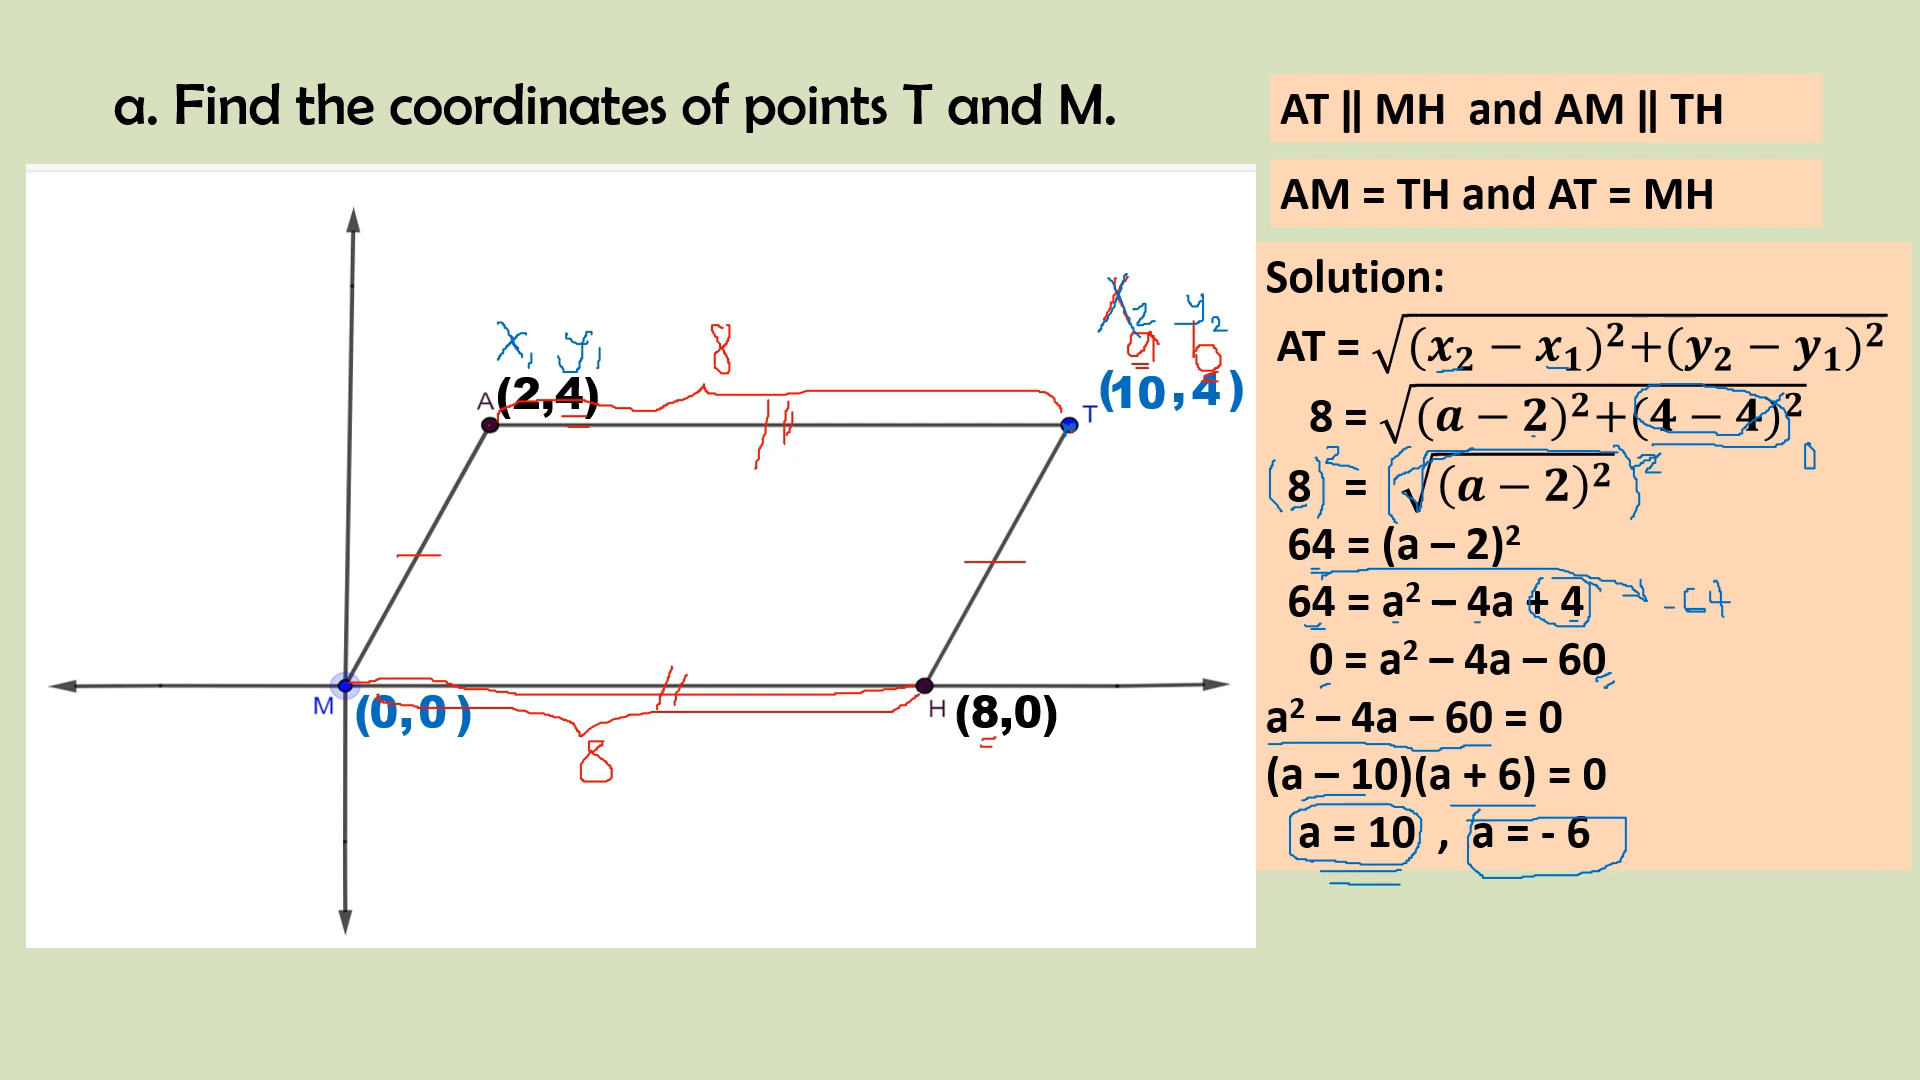 a. Find the coordinates of points T and M.
AT || MH and AM || TH
AM = TH and AT = MH
x₁ y₁
8
x₂ y₂
a b
A (2,4)
T (10,4)
M (0,0)
H (8,0)
8
Solution:
AT = √(x₂ − x₁)²+(y₂ − y₁)²
8 = √(a − 2)²+(4 − 4)²
0
(8)² = (√(a − 2)²)²
64 = (a – 2)²
64 = a² – 4a + 4 -64
0 = a² – 4a – 60
a² – 4a – 60 = 0
(a – 10)(a + 6) = 0
a = 10 , a = - 6